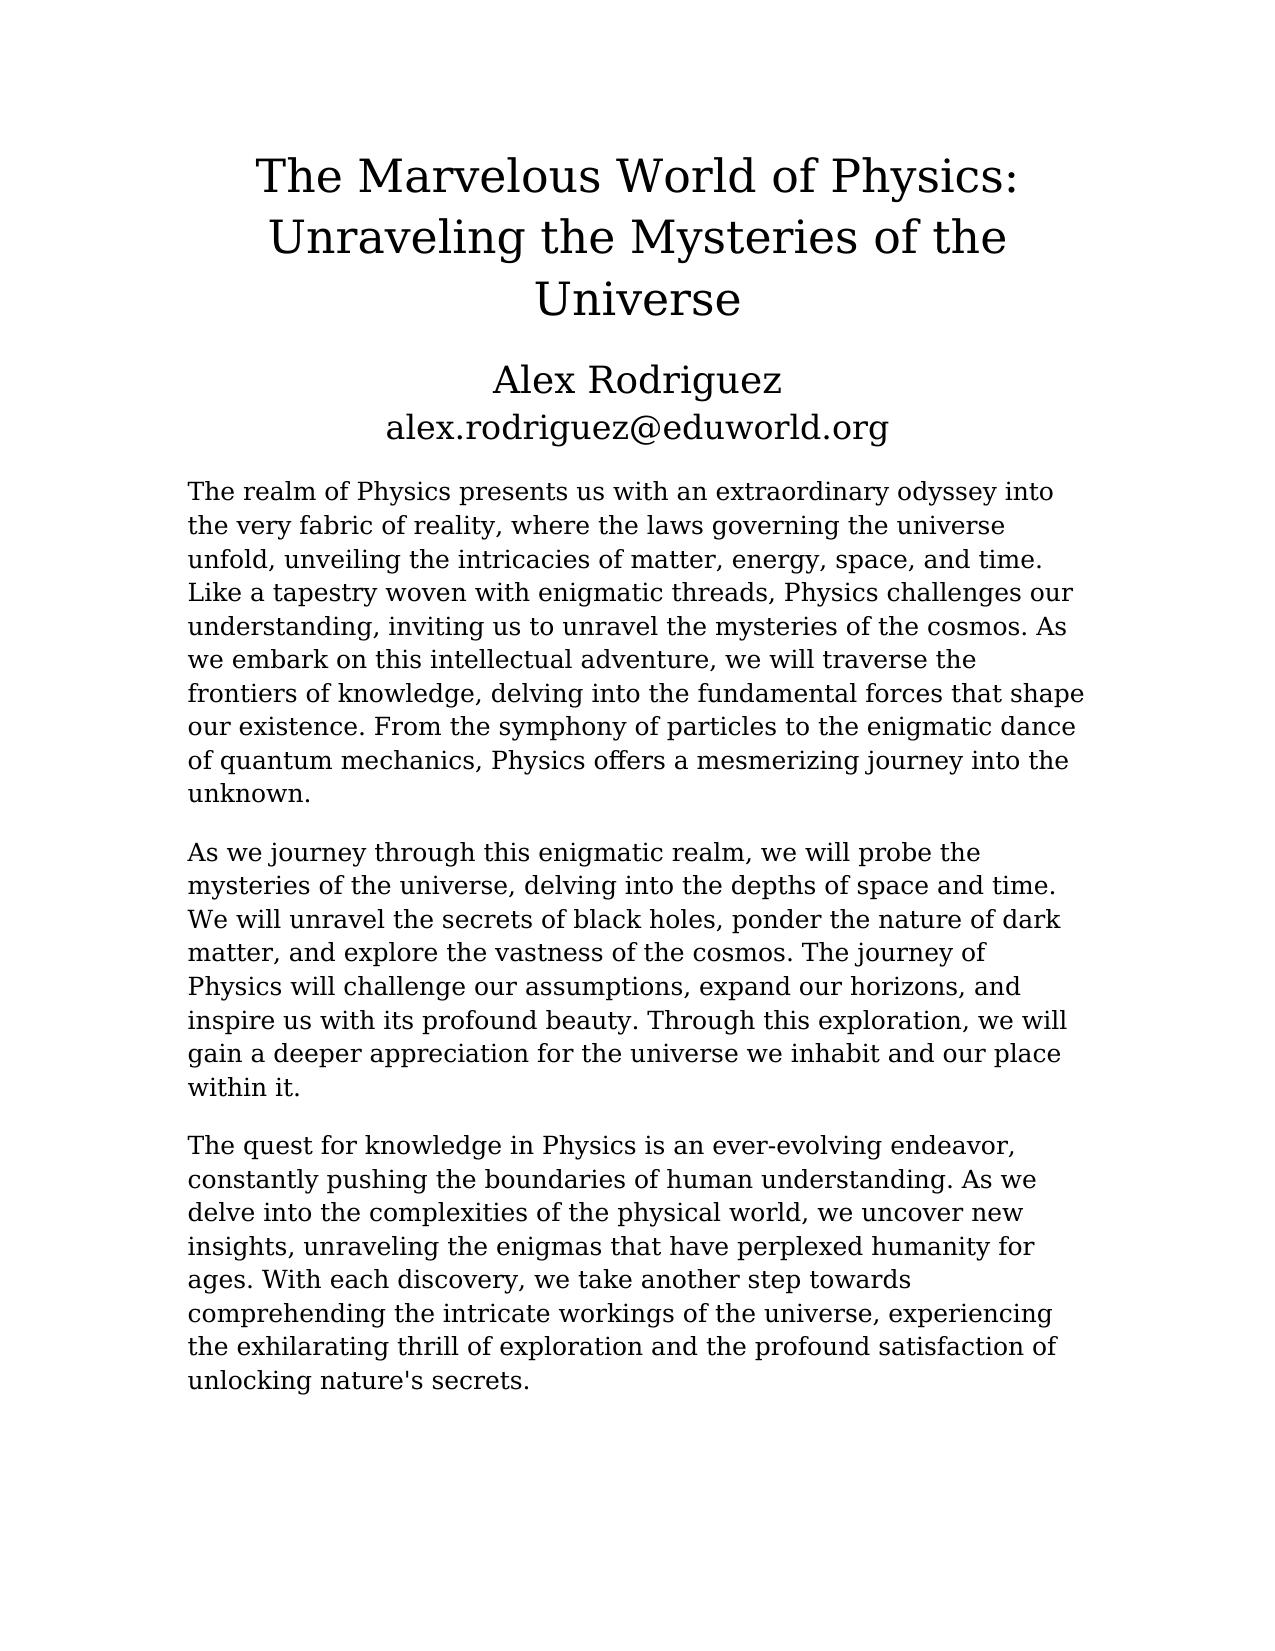 The Marvelous World of Physics:
Unraveling the Mysteries of the
Universe
Alex Rodriguez
alex.rodriguez@eduworld.org
The realm of Physics presents us with an extraordinary odyssey into
the very fabric of reality, where the laws governing the universe
unfold, unveiling the intricacies of matter, energy, space, and time.
Like a tapestry woven with enigmatic threads, Physics challenges our
understanding, inviting us to unravel the mysteries of the cosmos. As
we embark on this intellectual adventure, we will traverse the
frontiers of knowledge, delving into the fundamental forces that shape
our existence. From the symphony of particles to the enigmatic dance
of quantum mechanics, Physics offers a mesmerizing journey into the
unknown.
As we journey through this enigmatic realm, we will probe the
mysteries of the universe, delving into the depths of space and time.
We will unravel the secrets of black holes, ponder the nature of dark
matter, and explore the vastness of the cosmos. The journey of
Physics will challenge our assumptions, expand our horizons, and
inspire us with its profound beauty. Through this exploration, we will
gain a deeper appreciation for the universe we inhabit and our place
within it.
The quest for knowledge in Physics is an ever-evolving endeavor,
constantly pushing the boundaries of human understanding. As we
delve into the complexities of the physical world, we uncover new
insights, unraveling the enigmas that have perplexed humanity for
ages. With each discovery, we take another step towards
comprehending the intricate workings of the universe, experiencing
the exhilarating thrill of exploration and the profound satisfaction of
unlocking nature's secrets.